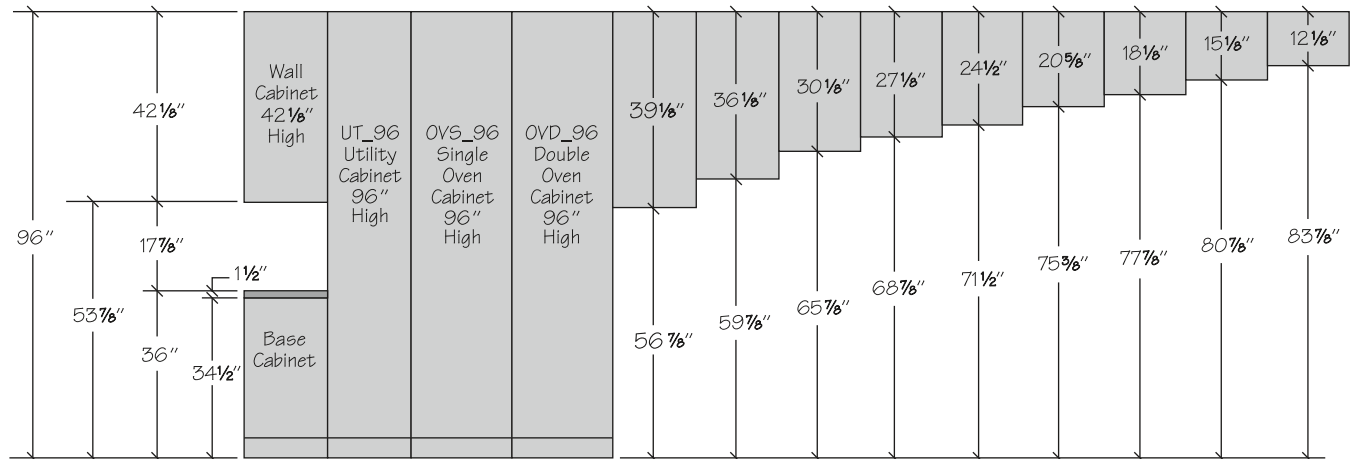 96"
42⅛"
53⅞"
17⅞"
36"
1½"
34½"
Wall
Cabinet
42⅛"
High
Base
Cabinet
UT_96
Utility
Cabinet
96"
High
OVS_96
Single
Oven
Cabinet
96"
High
OVD_96
Double
Oven
Cabinet
96"
High
39⅛"
56 ⅞"
36⅛"
59⅞"
30⅛"
65⅞"
27⅛"
68⅞"
24½"
71½"
20⅝"
75⅜"
18⅛"
77⅞"
15⅛"
80⅞"
12⅛"
83⅞"